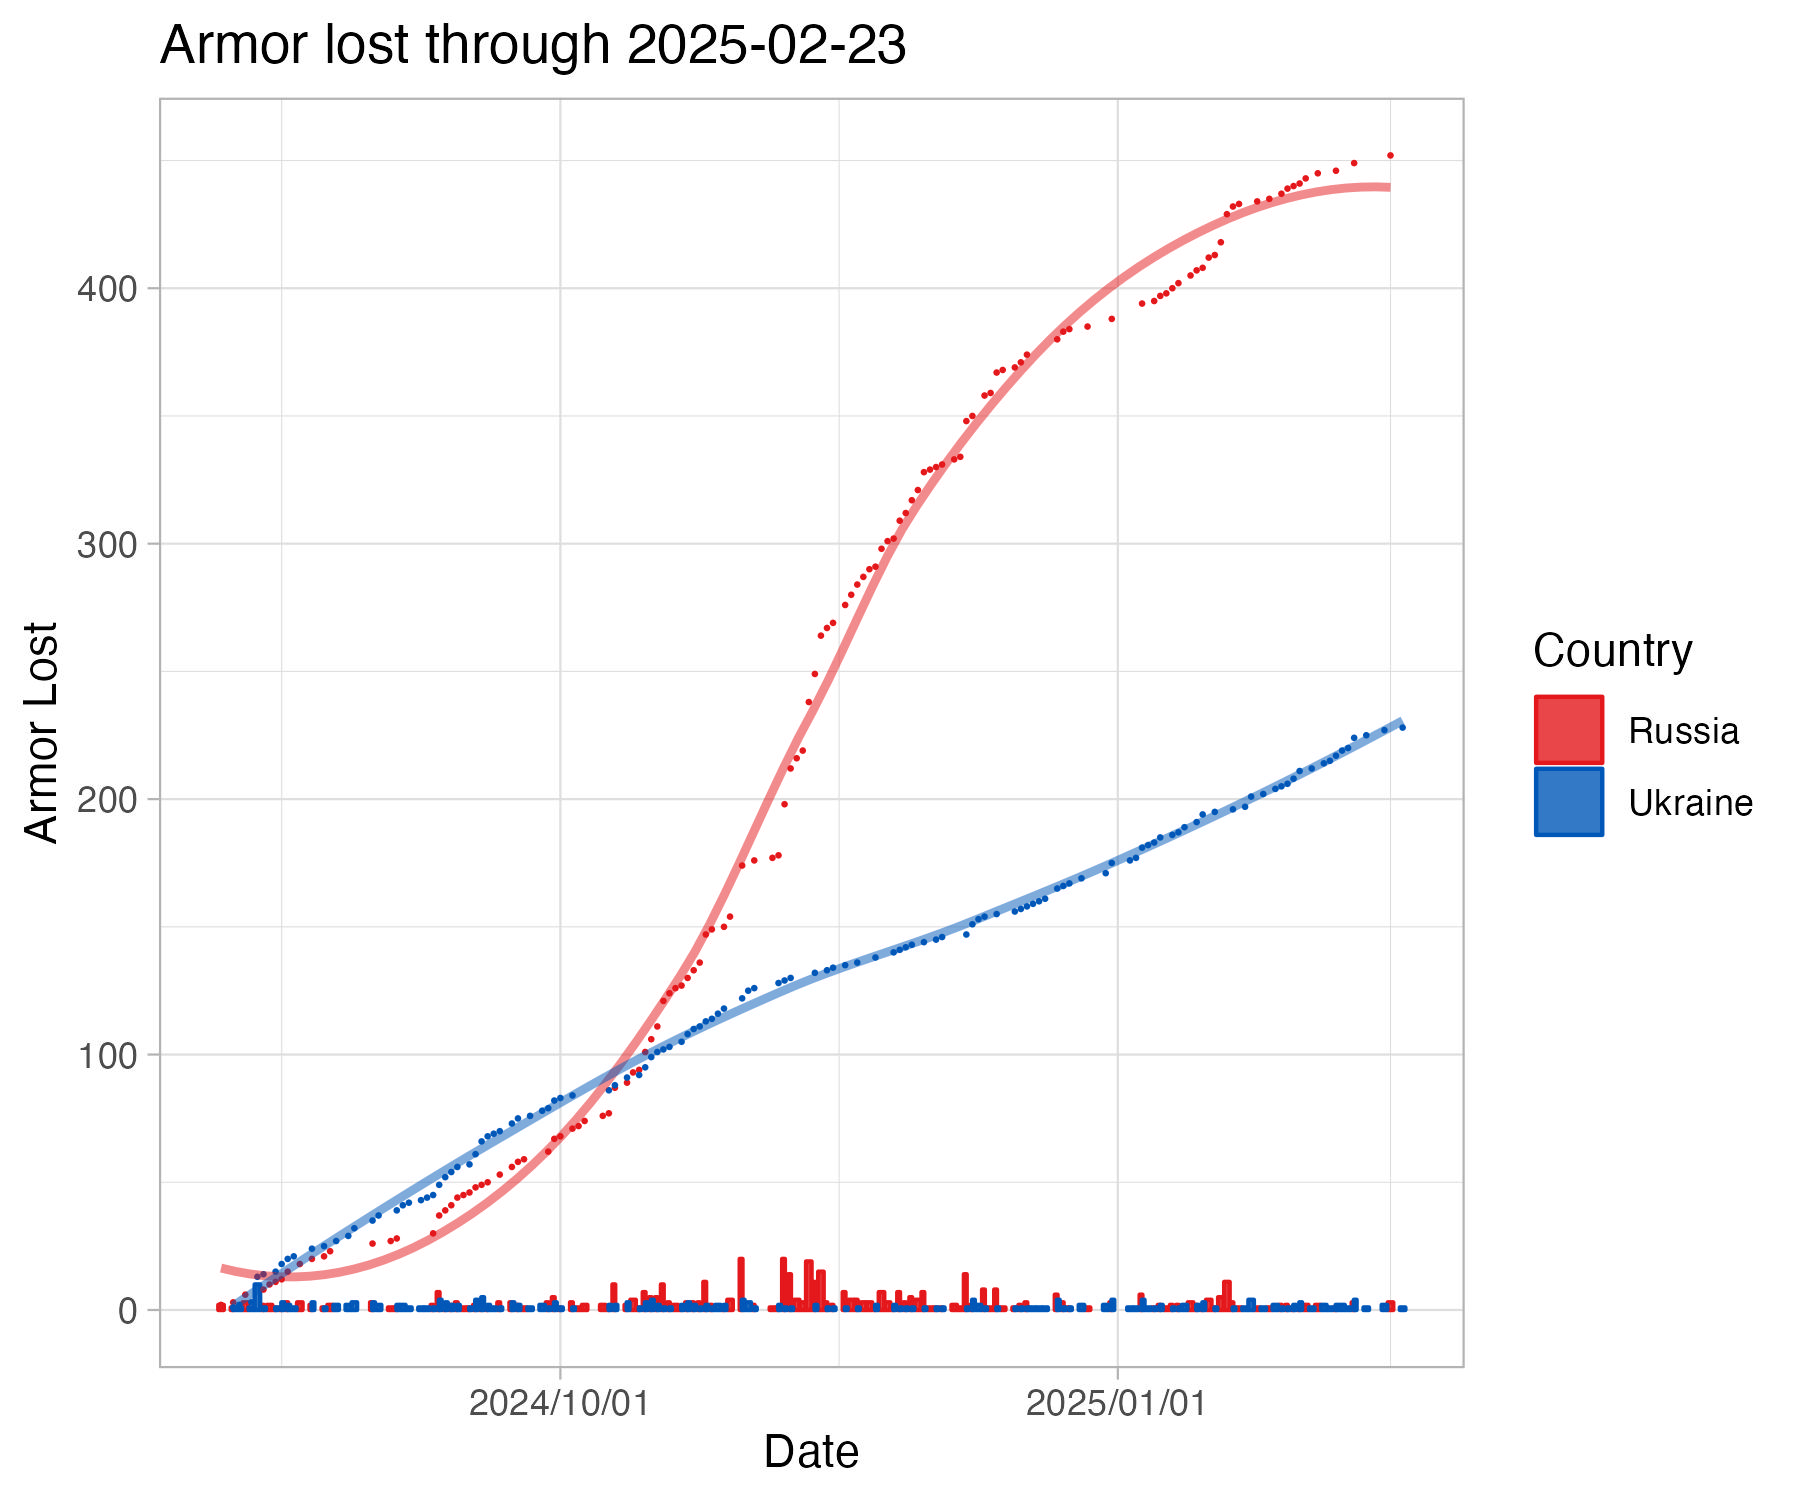 Armor lost through 2025-02-23
Armor Lost
400
300
200
100
0
2024/10/01
2025/01/01
Date
Country
Russia
Ukraine